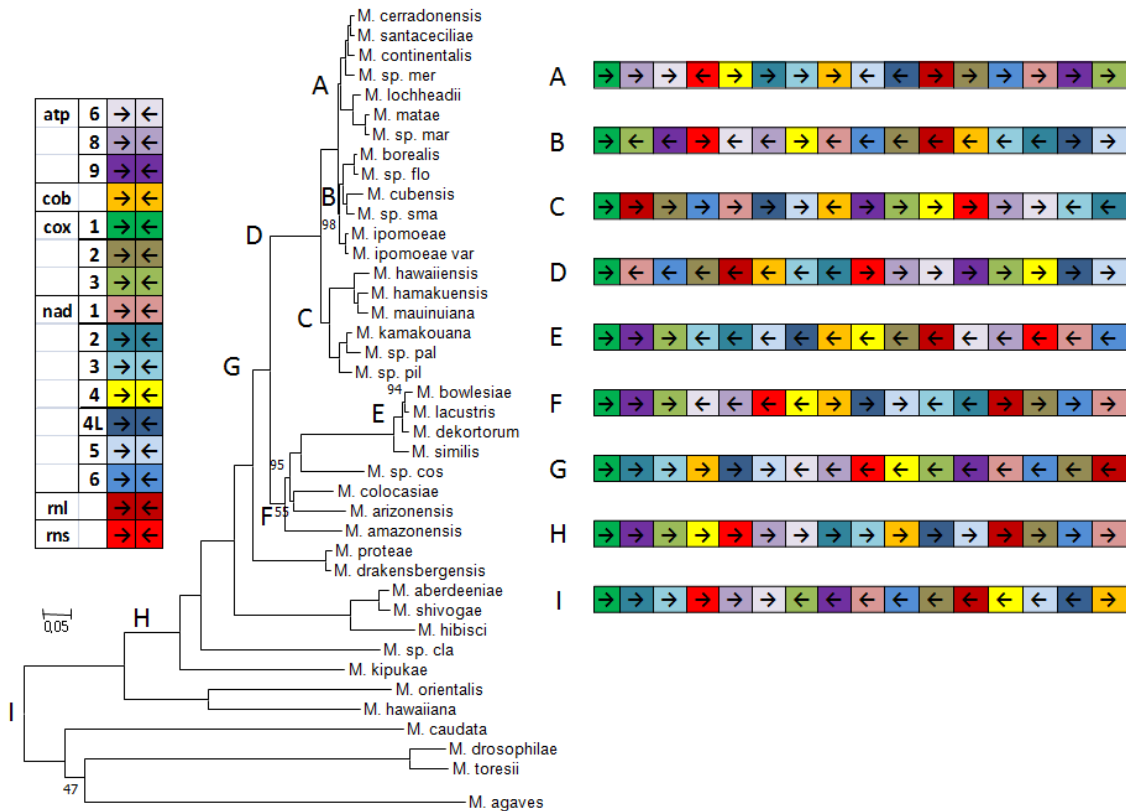 M. cerradonensis
M. santaceciliae
M. continentalis
A
M. sp. mer
M. lochheadii
M. matae
M. sp. mar
M. borealis
M. sp. flo
B
M. cubensis
M. sp. sma
98
M. ipomoeae
D
M. ipomoeae var
M. hawaiiensis
M. hamakuensis
M. mauinuiana
C
M. kamakouana
M. sp. pal
G
M. sp. pil
94
M. bowlesiae
E
M. lacustris
M. dekortorum
M. similis
95
M. sp. cos
M. colocasiae
F
55
M. arizonensis
M. amazonensis
M. proteae
M. drakensbergensis
M. aberdeeniae
H
M. shivogae
M. hibisci
M. sp. cla
M. kipukae
M. orientalis
I
M. hawaiiana
M. caudata
M. drosophilae
M. toresii
47
M. agaves
0,05
atp 6 → ←
8 → ←
9 → ←
cob → ←
cox 1 → ←
2 → ←
3 → ←
nad 1 → ←
2 → ←
3 → ←
4 → ←
4L → ←
5 → ←
6 → ←
rnl → ←
rns → ←
A → → → ← ← → → → ← ← → → → → → →
B → ← ← → ← ← → ← ← ← ← ← ← ← → →
C → → → → → → ← → → → → → → ← ←
D → ← ← ← ← ← ← → → → → → → → →
E → → → ← ← ← ← ← ← ← ← ← ← → ← ←
F → → → ← ← ← ← → → → ← ← → → → →
G → → → → → → ← ← ← ← ← ← ← ← ← ←
H → → → → → → → → → → → → → → → →
I → → → → → → ← ← ← ← ← ← ← ← ← →